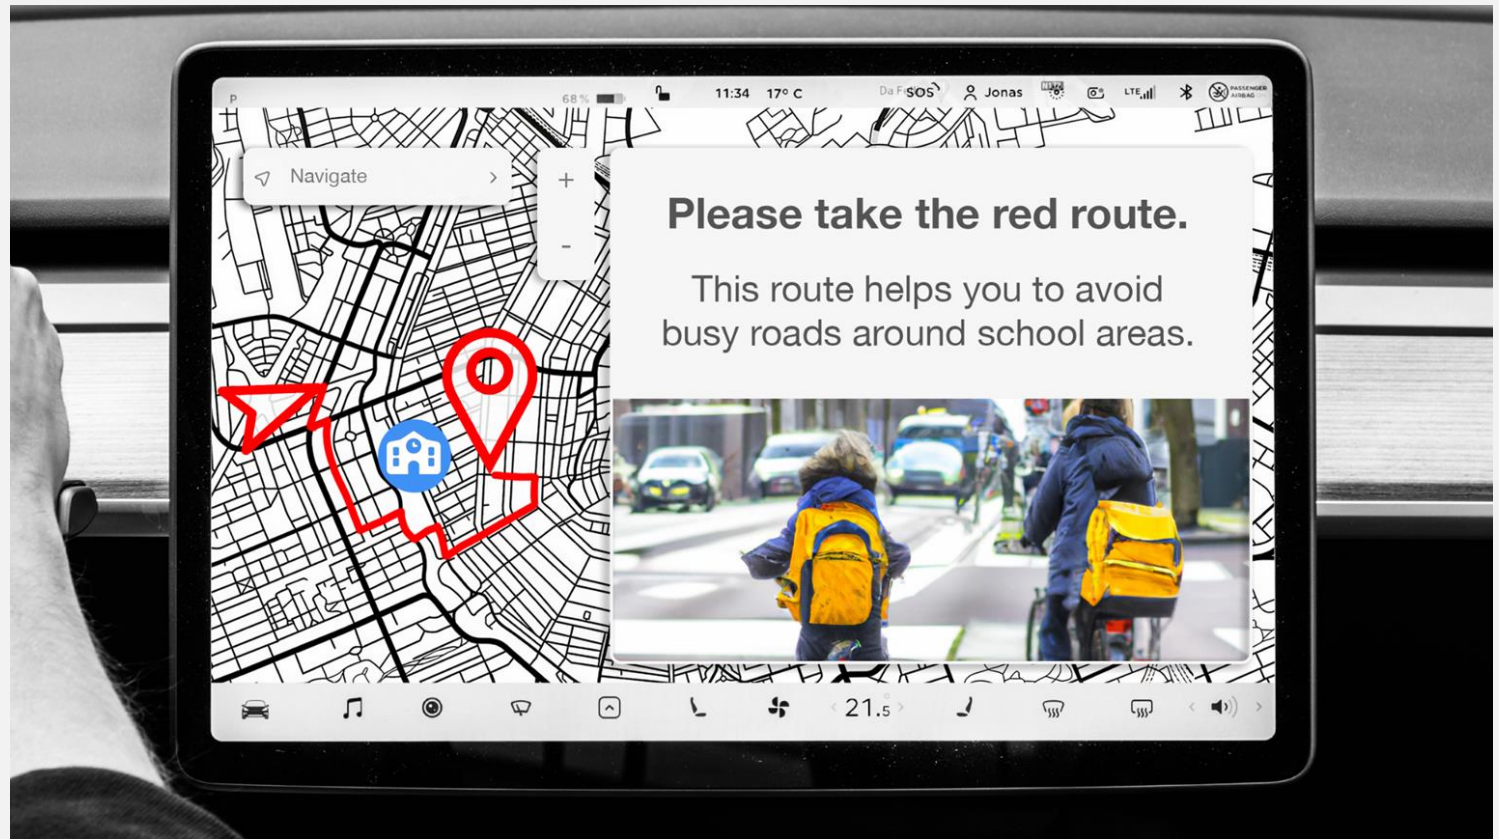 P 68% 11:34 17° C SOS Jonas LTE PASSENGER
AIRBAG
Navigate
+
-
Please take the red route.
This route helps you to avoid
busy roads around school areas.
21.5